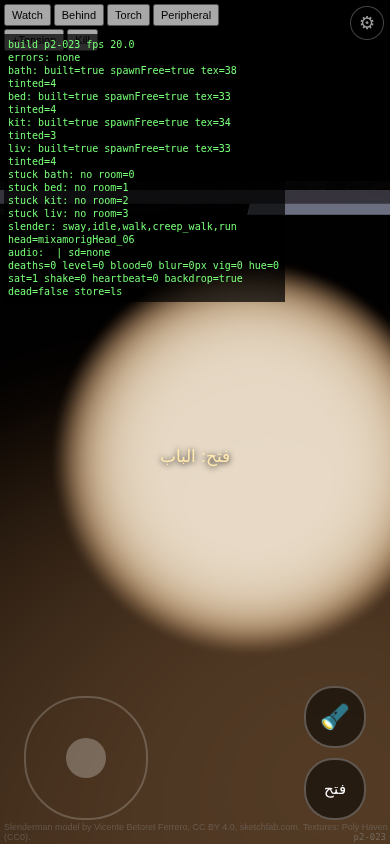 Watch Behind Torch Peripheral
build p2-023 fps 20.0
errors: none
bath: built=true spawnFree=true tex=38
tinted=4
bed: built=true spawnFree=true tex=33
tinted=4
kit: built=true spawnFree=true tex=34
tinted=3
liv: built=true spawnFree=true tex=33
tinted=4
stuck bath: no room=0
stuck bed: no room=1
stuck kit: no room=2
stuck liv: no room=3
slender: sway,idle,walk,creep_walk,run
head=mixamorigHead_06
audio:  | sd=none
deaths=0 level=0 blood=0 blur=0px vig=0 hue=0
sat=1 shake=0 heartbeat=0 backdrop=true
dead=false store=ls
فتح: الباب
فتح
Slenderman model by Vicente Betoret Ferrero, CC BY 4.0, sketchfab.com. Textures: Poly Haven
(CC0).
p2-023